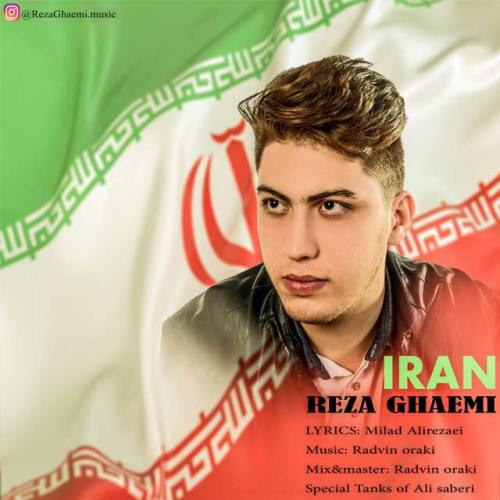 @RezaGhaemi.music
IRAN
REZA GHAEMI
LYRICS: Milad Alirezaei
Music: Radvin oraki
Mix&master: Radvin oraki
Special Tanks of Ali saberi